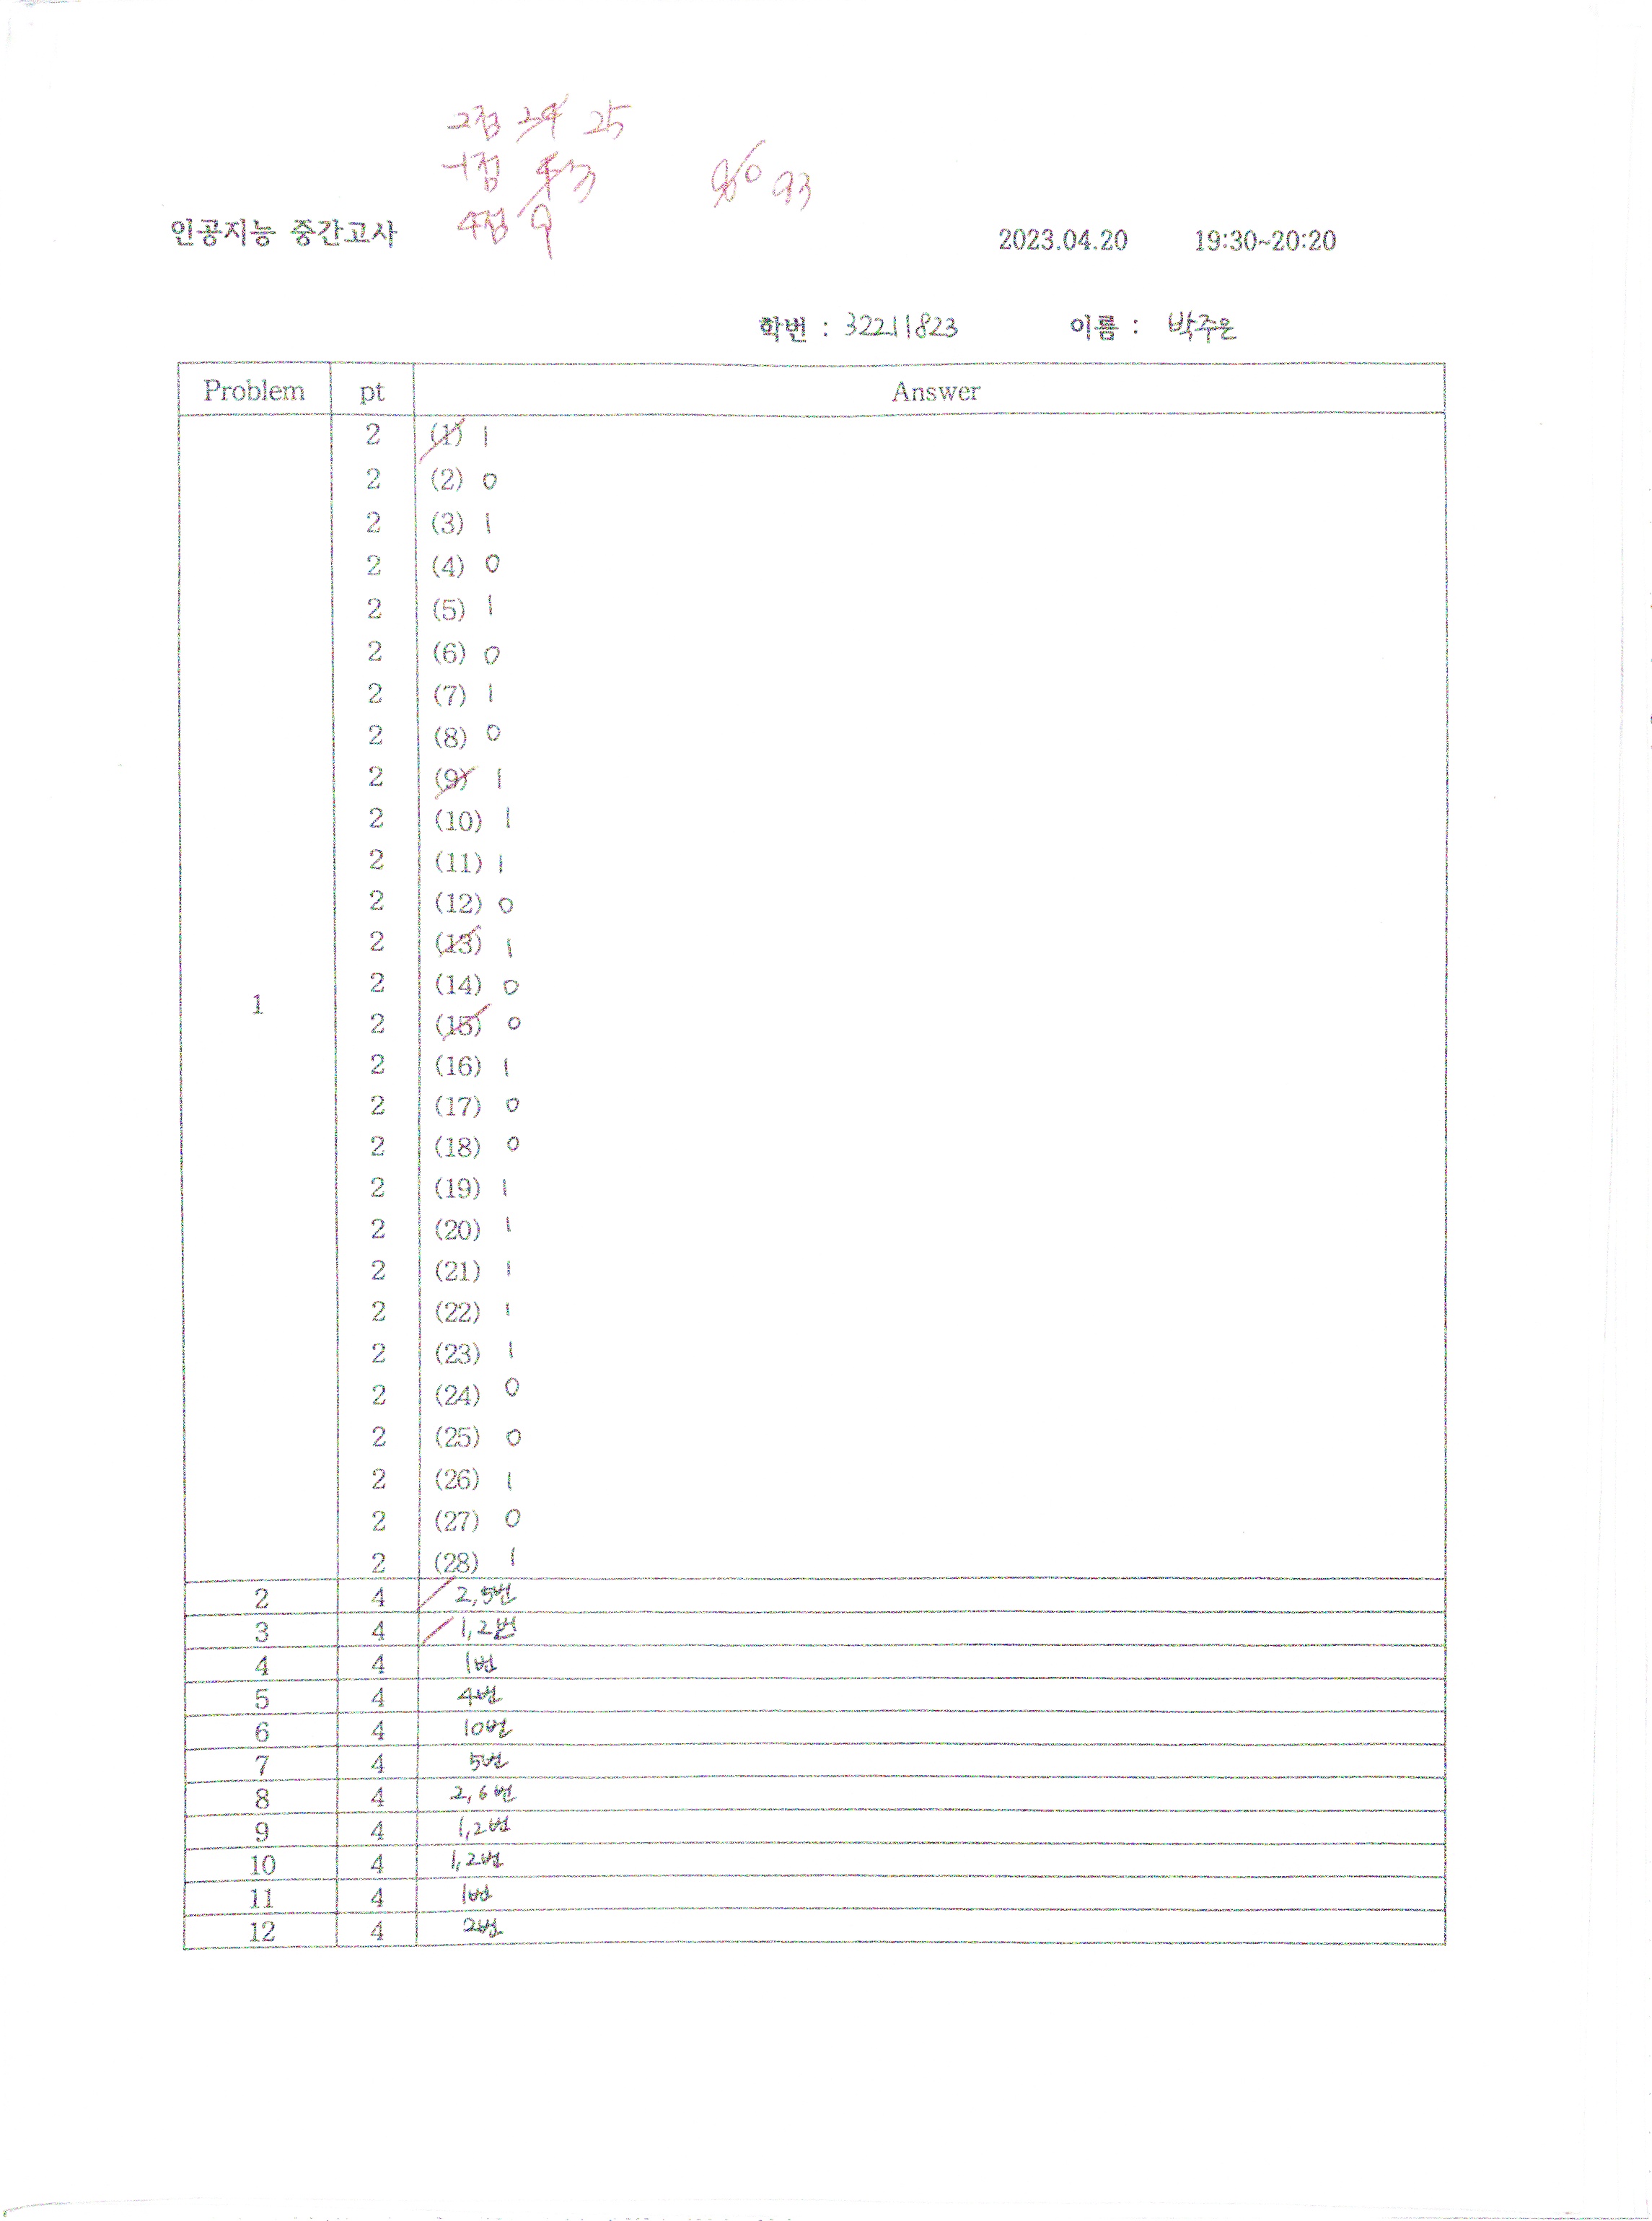 2점 24 25
-1점 4 3
90 93
4점 9
인공지능 중간고사
2023.04.20 19:30~20:20
학번 : 32211823 이름 : 박주은
Problem pt Answer
2 (1) 1
2 (2) 0
2 (3) 1
2 (4) 0
2 (5) 1
2 (6) 0
2 (7) 1
2 (8) 0
2 (9) 1
2 (10) 1
2 (11) 1
2 (12) 0
2 (13) 1
2 (14) 0
1
2 (15) 0
2 (16) 1
2 (17) 0
2 (18) 0
2 (19) 1
2 (20) 1
2 (21) 1
2 (22) 1
2 (23) 1
2 (24) 0
2 (25) 0
2 (26) 1
2 (27) 0
2 (28) 1
2 4 2,5번
3 4 1,2번
4 4 1번
5 4 4번
6 4 10번
7 4 5번
8 4 2,6번
9 4 1,2번
10 4 1,2번
11 4 1번
12 4 2번